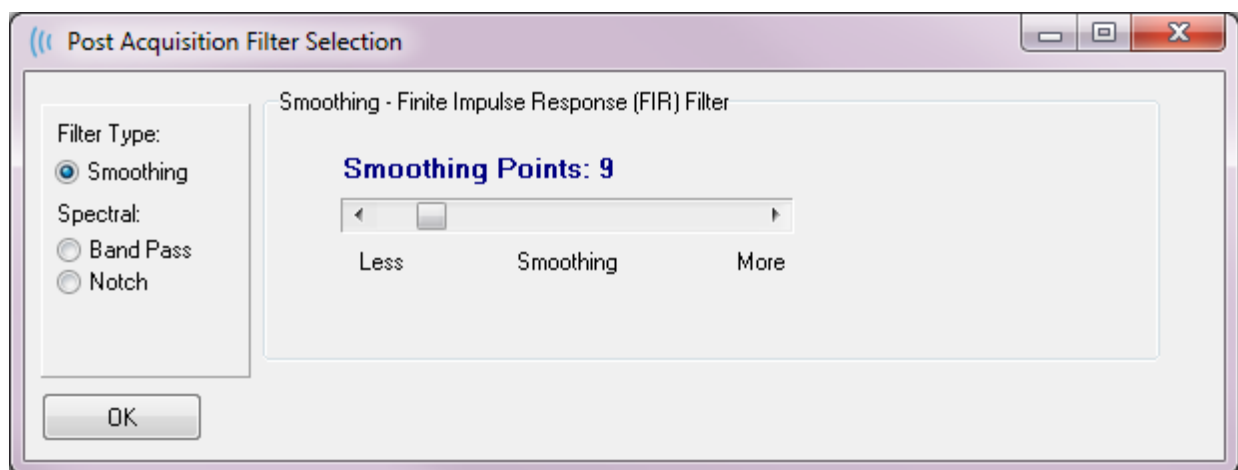 Post Acquisition Filter Selection
Filter Type:
Smoothing
Spectral:
Band Pass
Notch
OK
Smoothing - Finite Impulse Response (FIR) Filter
Smoothing Points: 9
Less Smoothing More